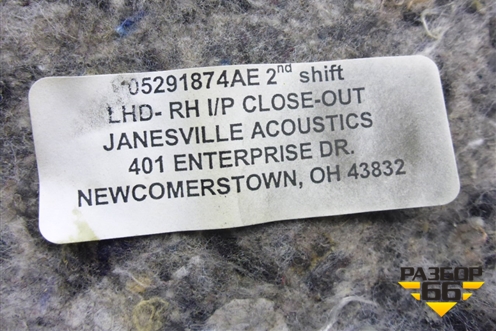 05291874AE 2nd shift
LHD- RH I/P CLOSE-OUT
JANESVILLE ACOUSTICS
401 ENTERPRISE DR.
NEWCOMERSTOWN, OH 43832
РАЗБОР
66